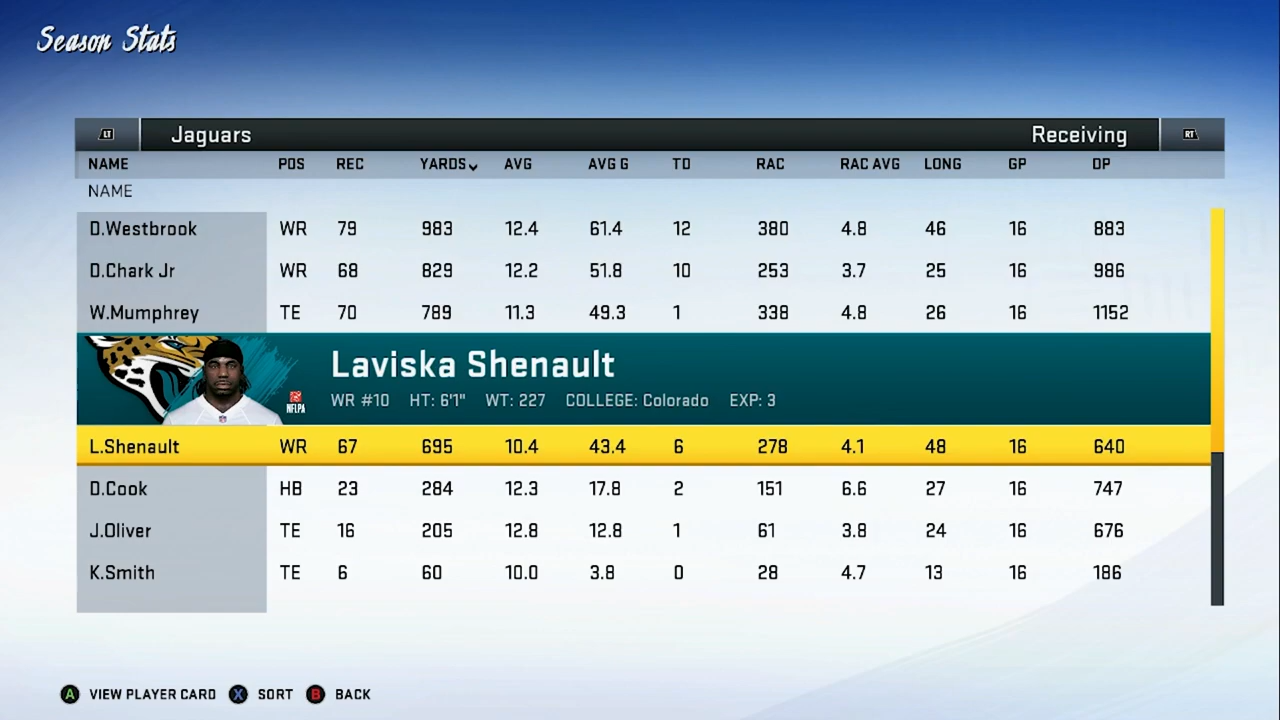 Season Stats
LT Jaguars Receiving RT
NAME POS REC YARDS AVG AVG G TD RAC RAC AVG LONG GP DP
NAME
D.Westbrook WR 79 983 12.4 61.4 12 380 4.8 46 16 883
D.Chark Jr WR 68 829 12.2 51.8 10 253 3.7 25 16 986
W.Mumphrey TE 70 789 11.3 49.3 1 338 4.8 26 16 1152
Laviska Shenault
NFLPA WR #10 HT: 6'1" WT: 227 COLLEGE: Colorado EXP: 3
L.Shenault WR 67 695 10.4 43.4 6 278 4.1 48 16 640
D.Cook HB 23 284 12.3 17.8 2 151 6.6 27 16 747
J.Oliver TE 16 205 12.8 12.8 1 61 3.8 24 16 676
K.Smith TE 6 60 10.0 3.8 0 28 4.7 13 16 186
A VIEW PLAYER CARD X SORT B BACK